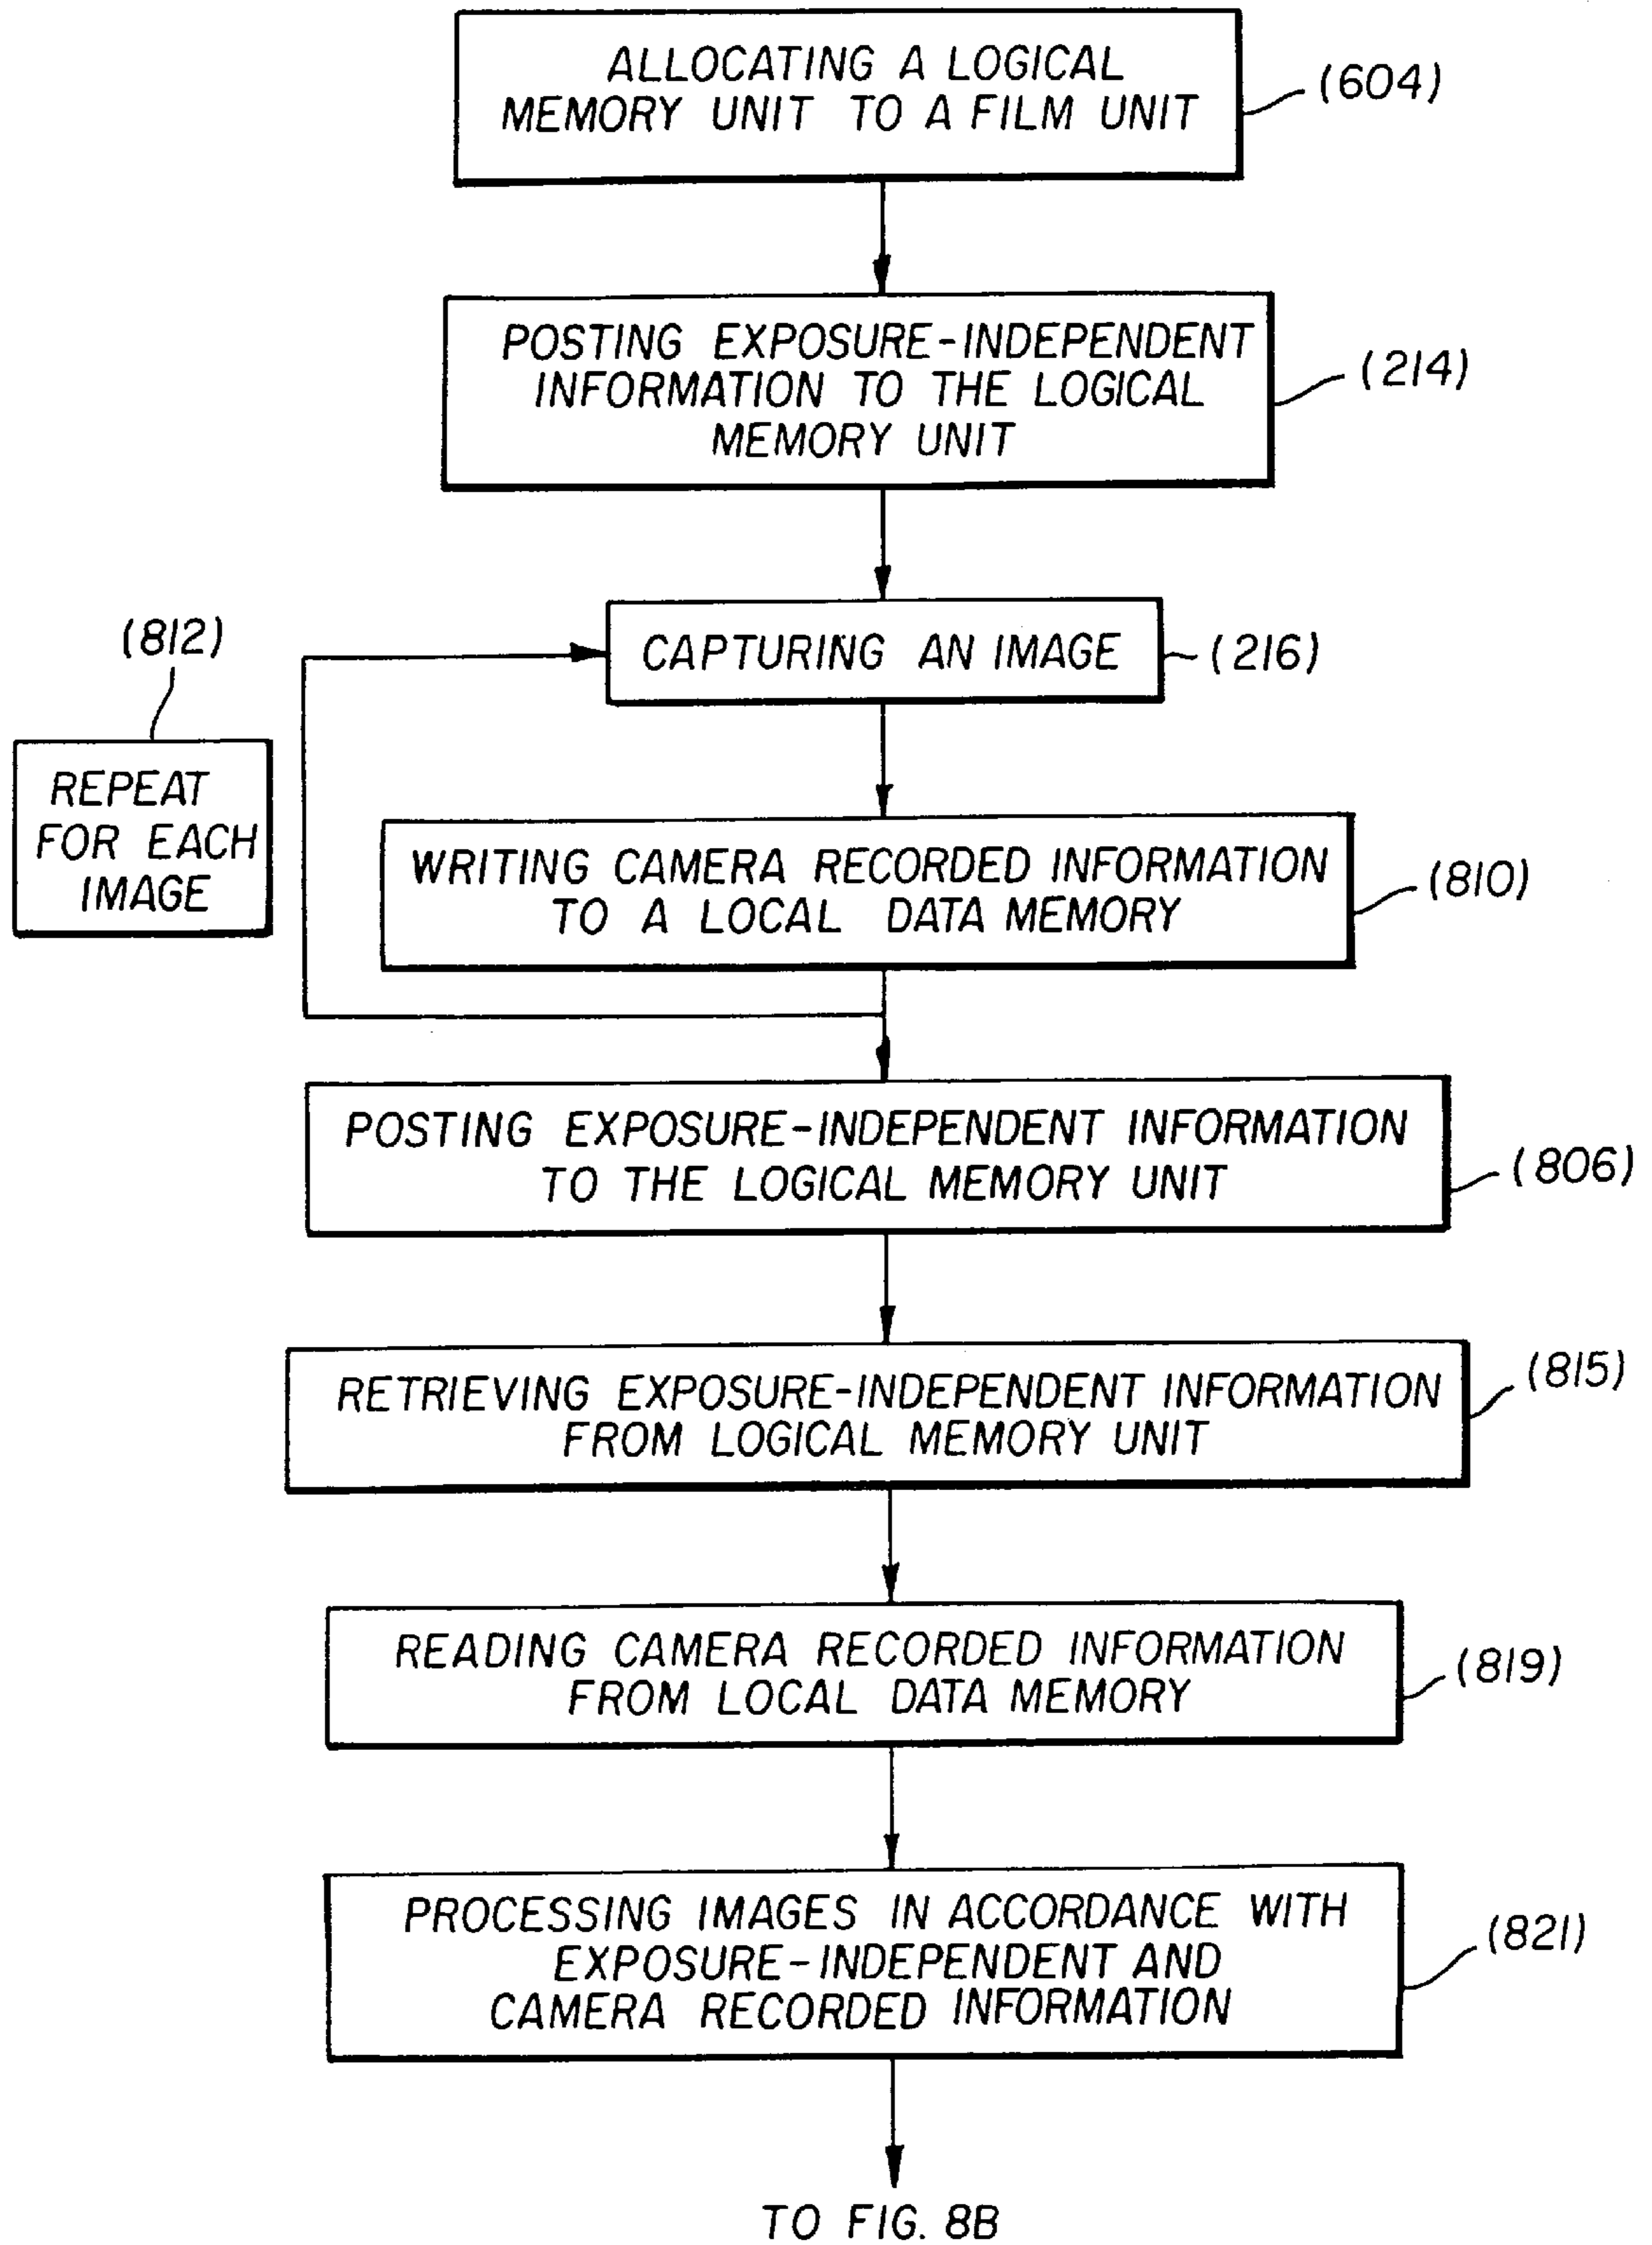 ALLOCATING A LOGICAL
MEMORY UNIT TO A FILM UNIT
(604)
POSTING EXPOSURE-INDEPENDENT
INFORMATION TO THE LOGICAL
MEMORY UNIT
(214)
CAPTURING AN IMAGE
(216)
(812)
REPEAT
FOR EACH
IMAGE
WRITING CAMERA RECORDED INFORMATION
TO A LOCAL DATA MEMORY
(810)
POSTING EXPOSURE-INDEPENDENT INFORMATION
TO THE LOGICAL MEMORY UNIT
(806)
RETRIEVING EXPOSURE-INDEPENDENT INFORMATION
FROM LOGICAL MEMORY UNIT
(815)
READING CAMERA RECORDED INFORMATION
FROM LOCAL DATA MEMORY
(819)
PROCESSING IMAGES IN ACCORDANCE WITH
EXPOSURE-INDEPENDENT AND
CAMERA RECORDED INFORMATION
(821)
TO FIG. 8B